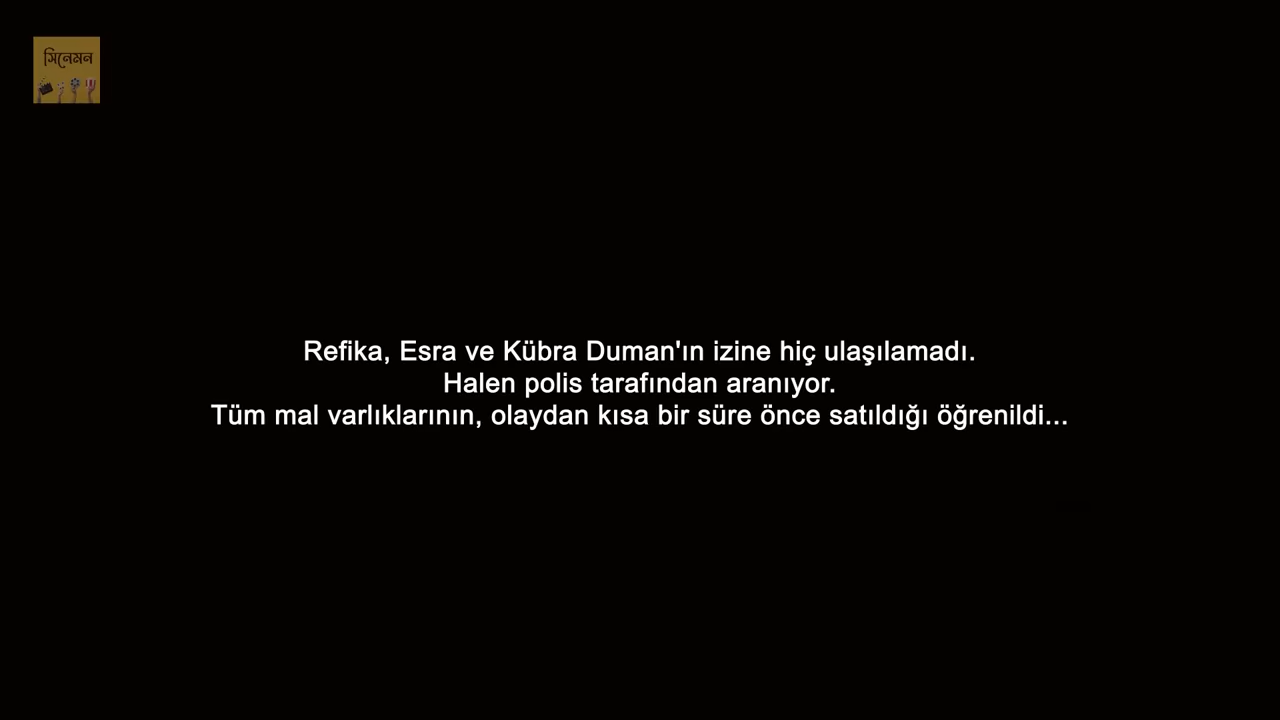 সিনেমন
Refika, Esra ve Kübra Duman'ın izine hiç ulaşılamadı.
Halen polis tarafından aranıyor.
Tüm mal varlıklarının, olaydan kısa bir süre önce satıldığı öğrenildi...